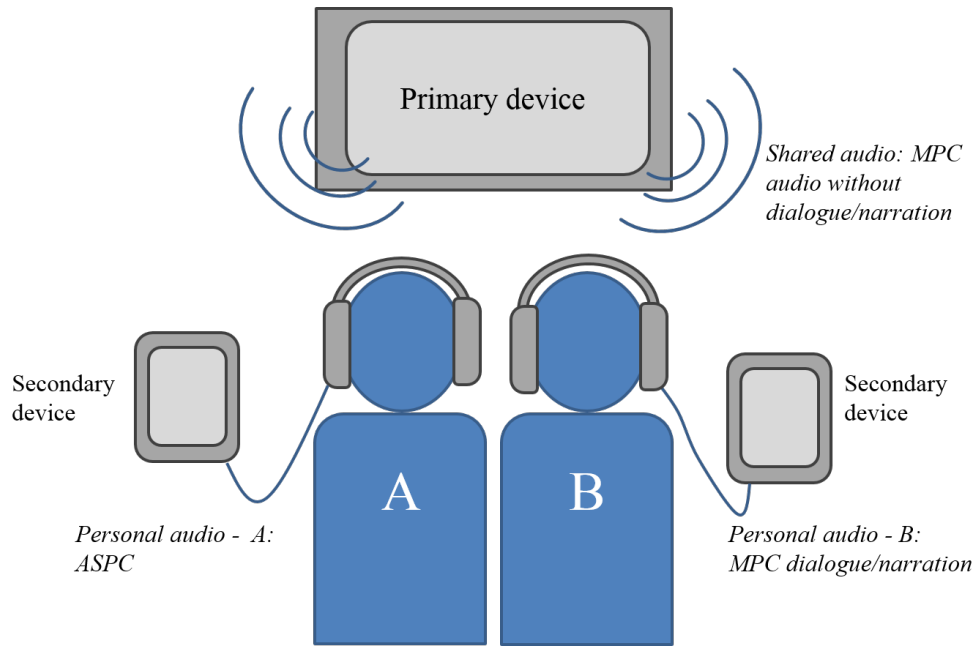 Primary device
Shared audio: MPC
audio without
dialogue/narration
Secondary
device
Secondary
device
A
B
Personal audio - A:
ASPC
Personal audio - B:
MPC dialogue/narration